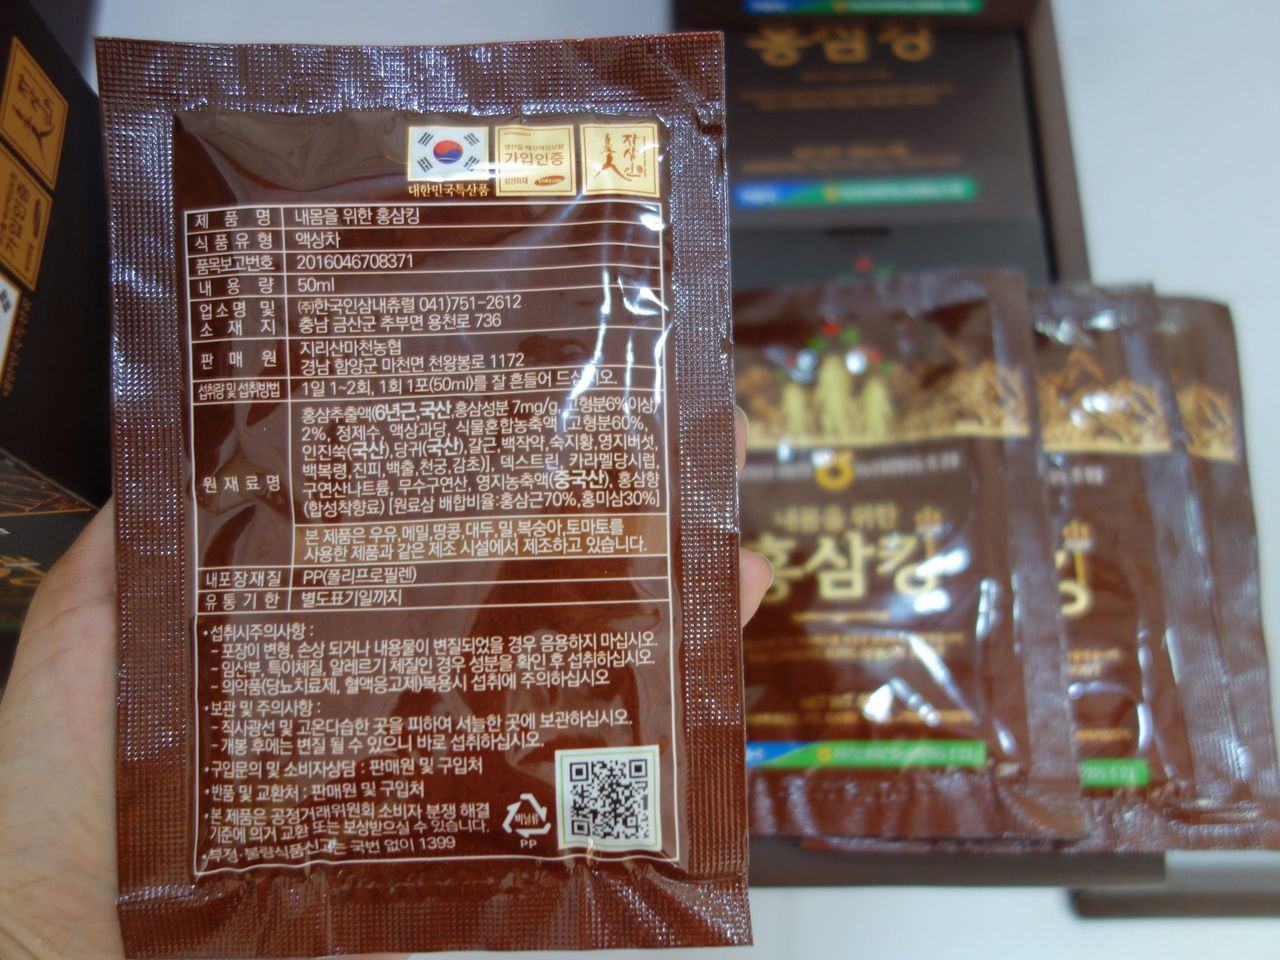 대한민국특산품
가입인증
삼성화재 SAMSUNG
장삼신이
제 품 명 내몸을 위한 홍삼킹
식 품 유 형 액상차
품목보고번호 2016046708371
내 용 량 50ml
업소명 및 소 재 지 ㈜한국인삼내츄럴 041)751-2612
충남 금산군 추부면 용천로 736
판 매 원 지리산마천농협
경남 함양군 마천면 천왕봉로 1172
섭취량 및 섭취방법 1일 1~2회, 1회 1포(50ml)를 잘 흔들어 드십시오.
원 재 료 명 홍삼추출액(6년근, 국산, 홍삼성분 7mg/g, 고형분6%이상)
2%, 정제수, 액상과당, 식물혼합농축액 [고형분60%,
인진쑥(국산), 당귀(국산), 갈근, 백작약, 숙지황, 영지버섯,
백복령, 진피, 백출, 천궁, 감초)], 덱스트린, 카라멜당시럽,
구연산나트륨, 무수구연산, 영지농축액(중국산), 홍삼향
(합성착향료) [원료삼 배합비율:홍삼근70%, 홍미삼30%]
본 제품은 우유, 메밀, 땅콩, 대두, 밀, 복숭아, 토마토를
사용한 제품과 같은 제조 시설에서 제조하고 있습니다.
내포장재질 PP(폴리프로필렌)
유 통 기 한 별도표기일까지
·섭취시주의사항 :
- 포장이 변형, 손상 되거나 내용물이 변질되었을 경우 음용하지 마십시오.
- 임산부, 특이체질, 알레르기 체질인 경우 성분을 확인 후 섭취하십시오.
- 의약품(당뇨치료제, 혈액응고제)복용시 섭취에 주의하십시오
·보관 및 주의사항 :
- 직사광선 및 고온다습한 곳을 피하여 서늘한 곳에 보관하십시오.
- 개봉 후에는 변질 될 수 있으니 바로 섭취하십시오.
·구입문의 및 소비자상담 : 판매원 및 구입처
·반품 및 교환처 : 판매원 및 구입처
·본 제품은 공정거래위원회 소비자 분쟁 해결
기준에 의거 교환 또는 보상받으실 수 있습니다.
·부정·불량식품신고는 국번 없이 1399
비닐류
PP
홍삼킹
내몸을 위한
홍삼킹